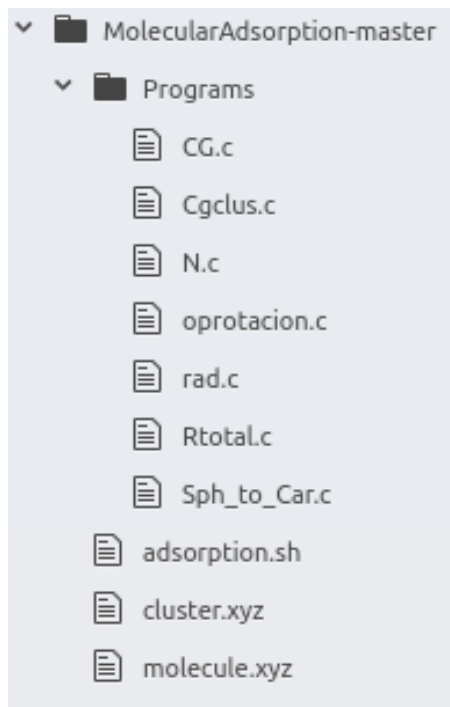 MolecularAdsorption-master
Programs
CG.c
Cgclus.c
N.c
oprotacion.c
rad.c
Rtotal.c
Sph_to_Car.c
adsorption.sh
cluster.xyz
molecule.xyz